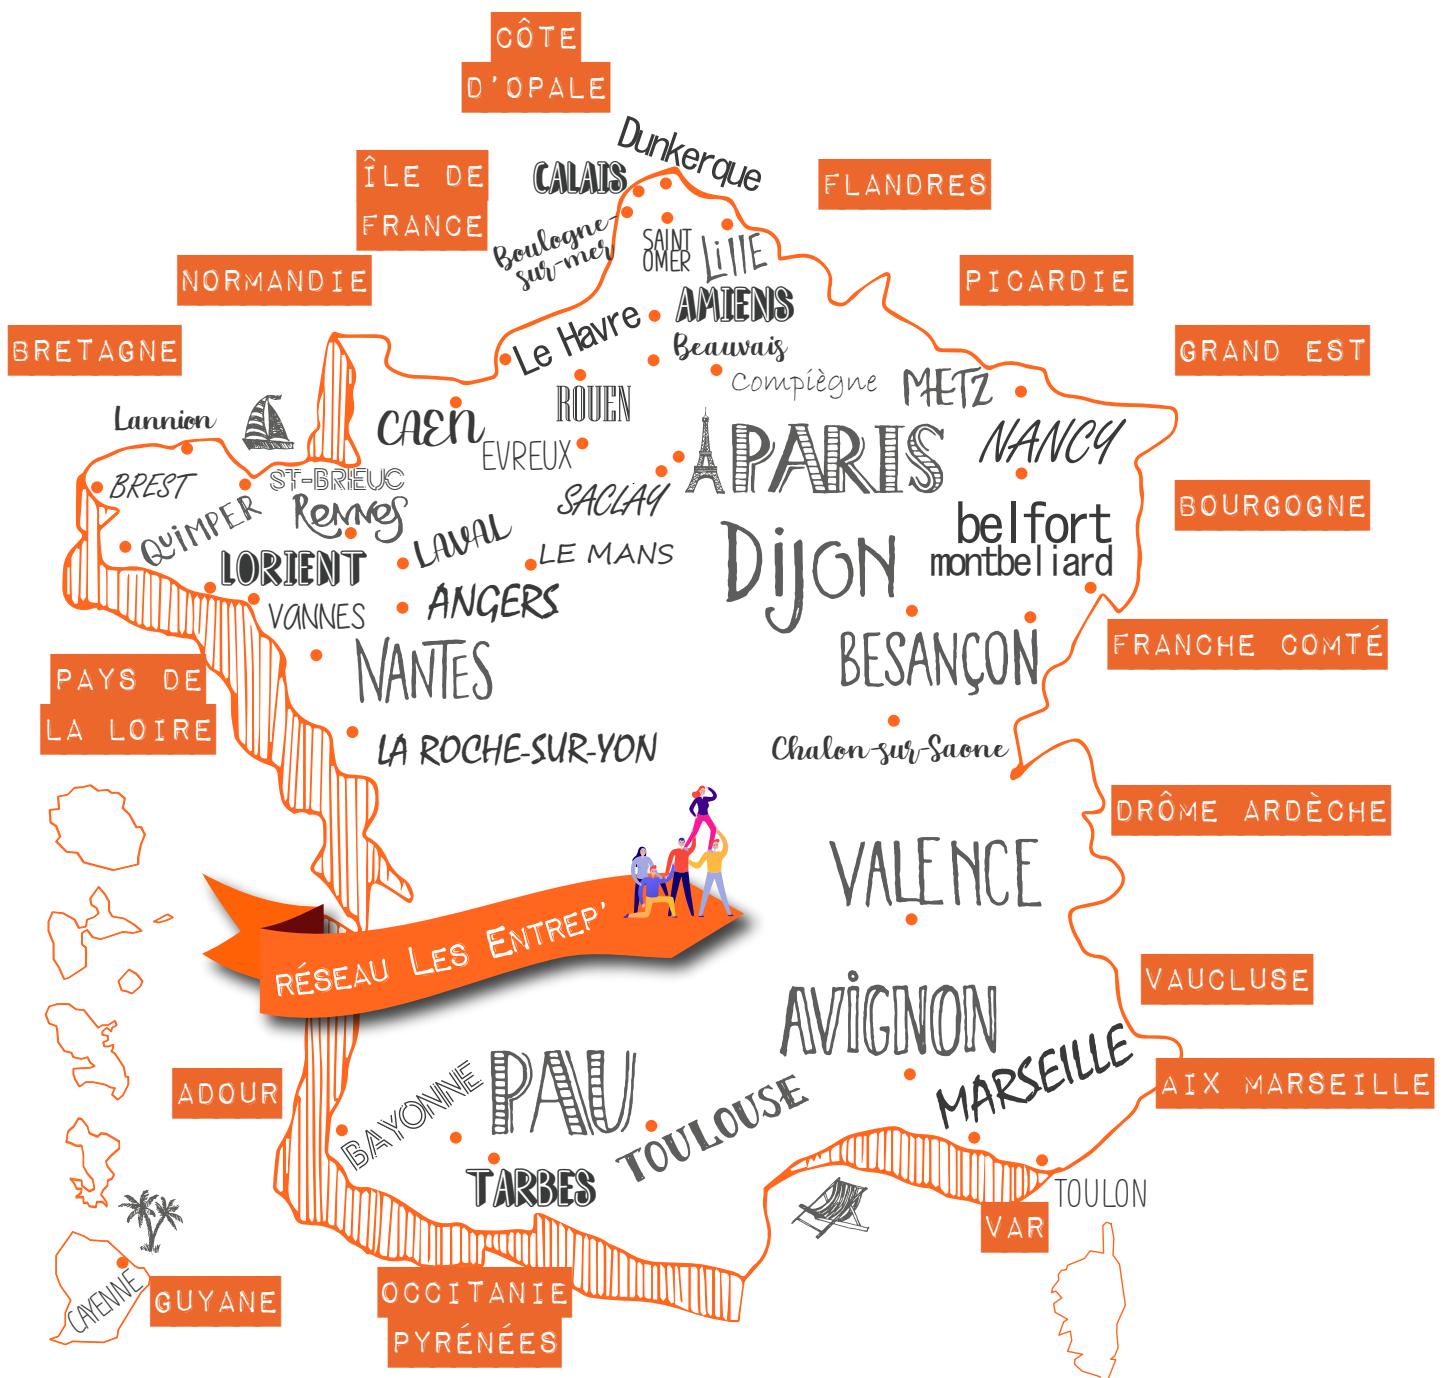 CÔTE
D'OPALE
Dunkerque
ÎLE DE
FRANCE
CALAIS
FLANDRES
Boulogne-
sur-mer
SAINT
OMER
LILLE
NORMANDIE
PICARDIE
AMIENS
Le Havre
Beauvais
BRETAGNE
GRAND EST
Compiègne
METZ
Lannion
CAEN
ROUEN
EVREUX
PARIS
NANCY
BREST
ST-BRIEUC
SACLAY
QUIMPER
RENNES
LAVAL
LE MANS
DIJON
belfort
montbeliard
BOURGOGNE
LORIENT
VANNES
ANGERS
FRANCHE COMTÉ
NANTES
BESANÇON
PAYS DE
LA LOIRE
LA ROCHE-SUR-YON
Chalon-sur-Saone
DRÔME ARDÈCHE
VALENCE
RÉSEAU LES ENTREP'
VAUCLUSE
AVIGNON
MARSEILLE
AIX MARSEILLE
ADOUR
BAYONNE
PAU
TOULOUSE
TARBES
TOULON
VAR
CAYENNE
GUYANE
OCCITANIE
PYRÉNÉES